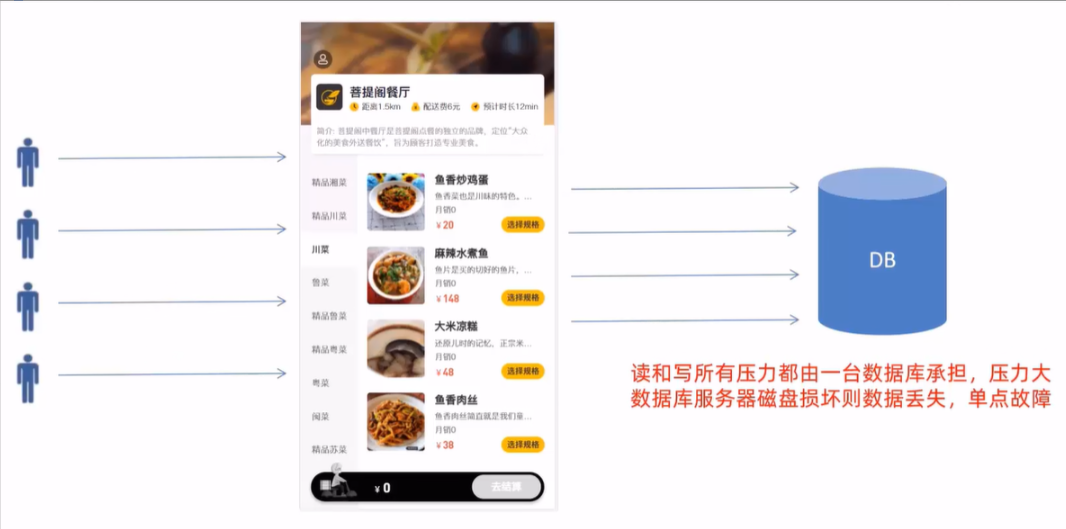 菩提阁餐厅
距离1.5km 配送费6元 预计时长12min
简介: 菩提阁中餐厅是菩提阁点餐的独立的品牌，定位“大众
化的美食外送餐饮”，旨为顾客打造专业美食。
精品湘菜
精品川菜
川菜
鲁菜
精品鲁菜
精品粤菜
粤菜
闽菜
精品苏菜
鱼香炒鸡蛋
鱼香菜也是川味的特色。...
月销0
¥20 选择规格
麻辣水煮鱼
鱼片是买的切好的鱼片，...
月销0
¥148 选择规格
大米凉糕
还原儿时的记忆，正宗米...
月销0
¥48 选择规格
鱼香肉丝
鱼香肉丝简直就是我们童...
月销0
¥38 选择规格
¥ 0 去结算
DB
读和写所有压力都由一台数据库承担，压力大
数据库服务器磁盘损坏则数据丢失，单点故障